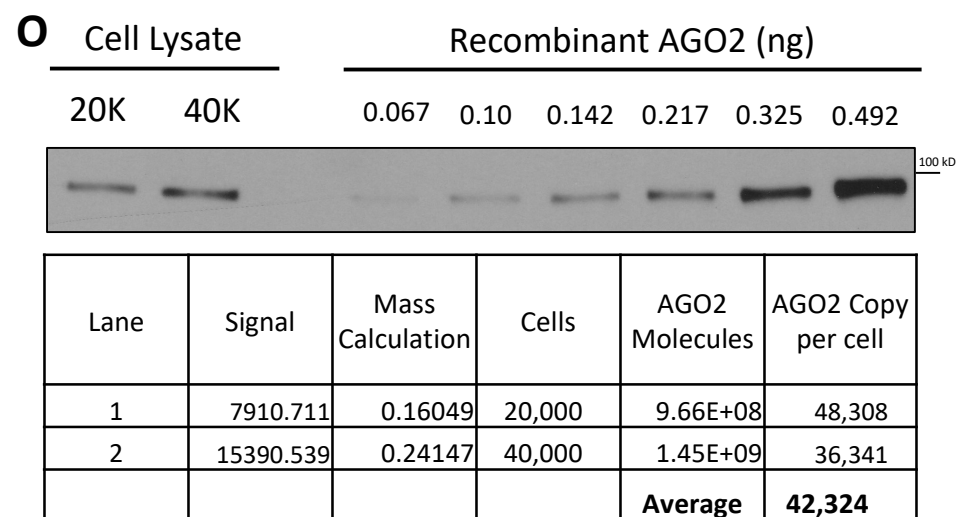 O Cell Lysate Recombinant AGO2 (ng)
20K 40K 0.067 0.10 0.142 0.217 0.325 0.492
100 kD
Lane Signal Mass Calculation Cells AGO2 Molecules AGO2 Copy per cell
1 7910.711 0.16049 20,000 9.66E+08 48,308
2 15390.539 0.24147 40,000 1.45E+09 36,341
Average 42,324